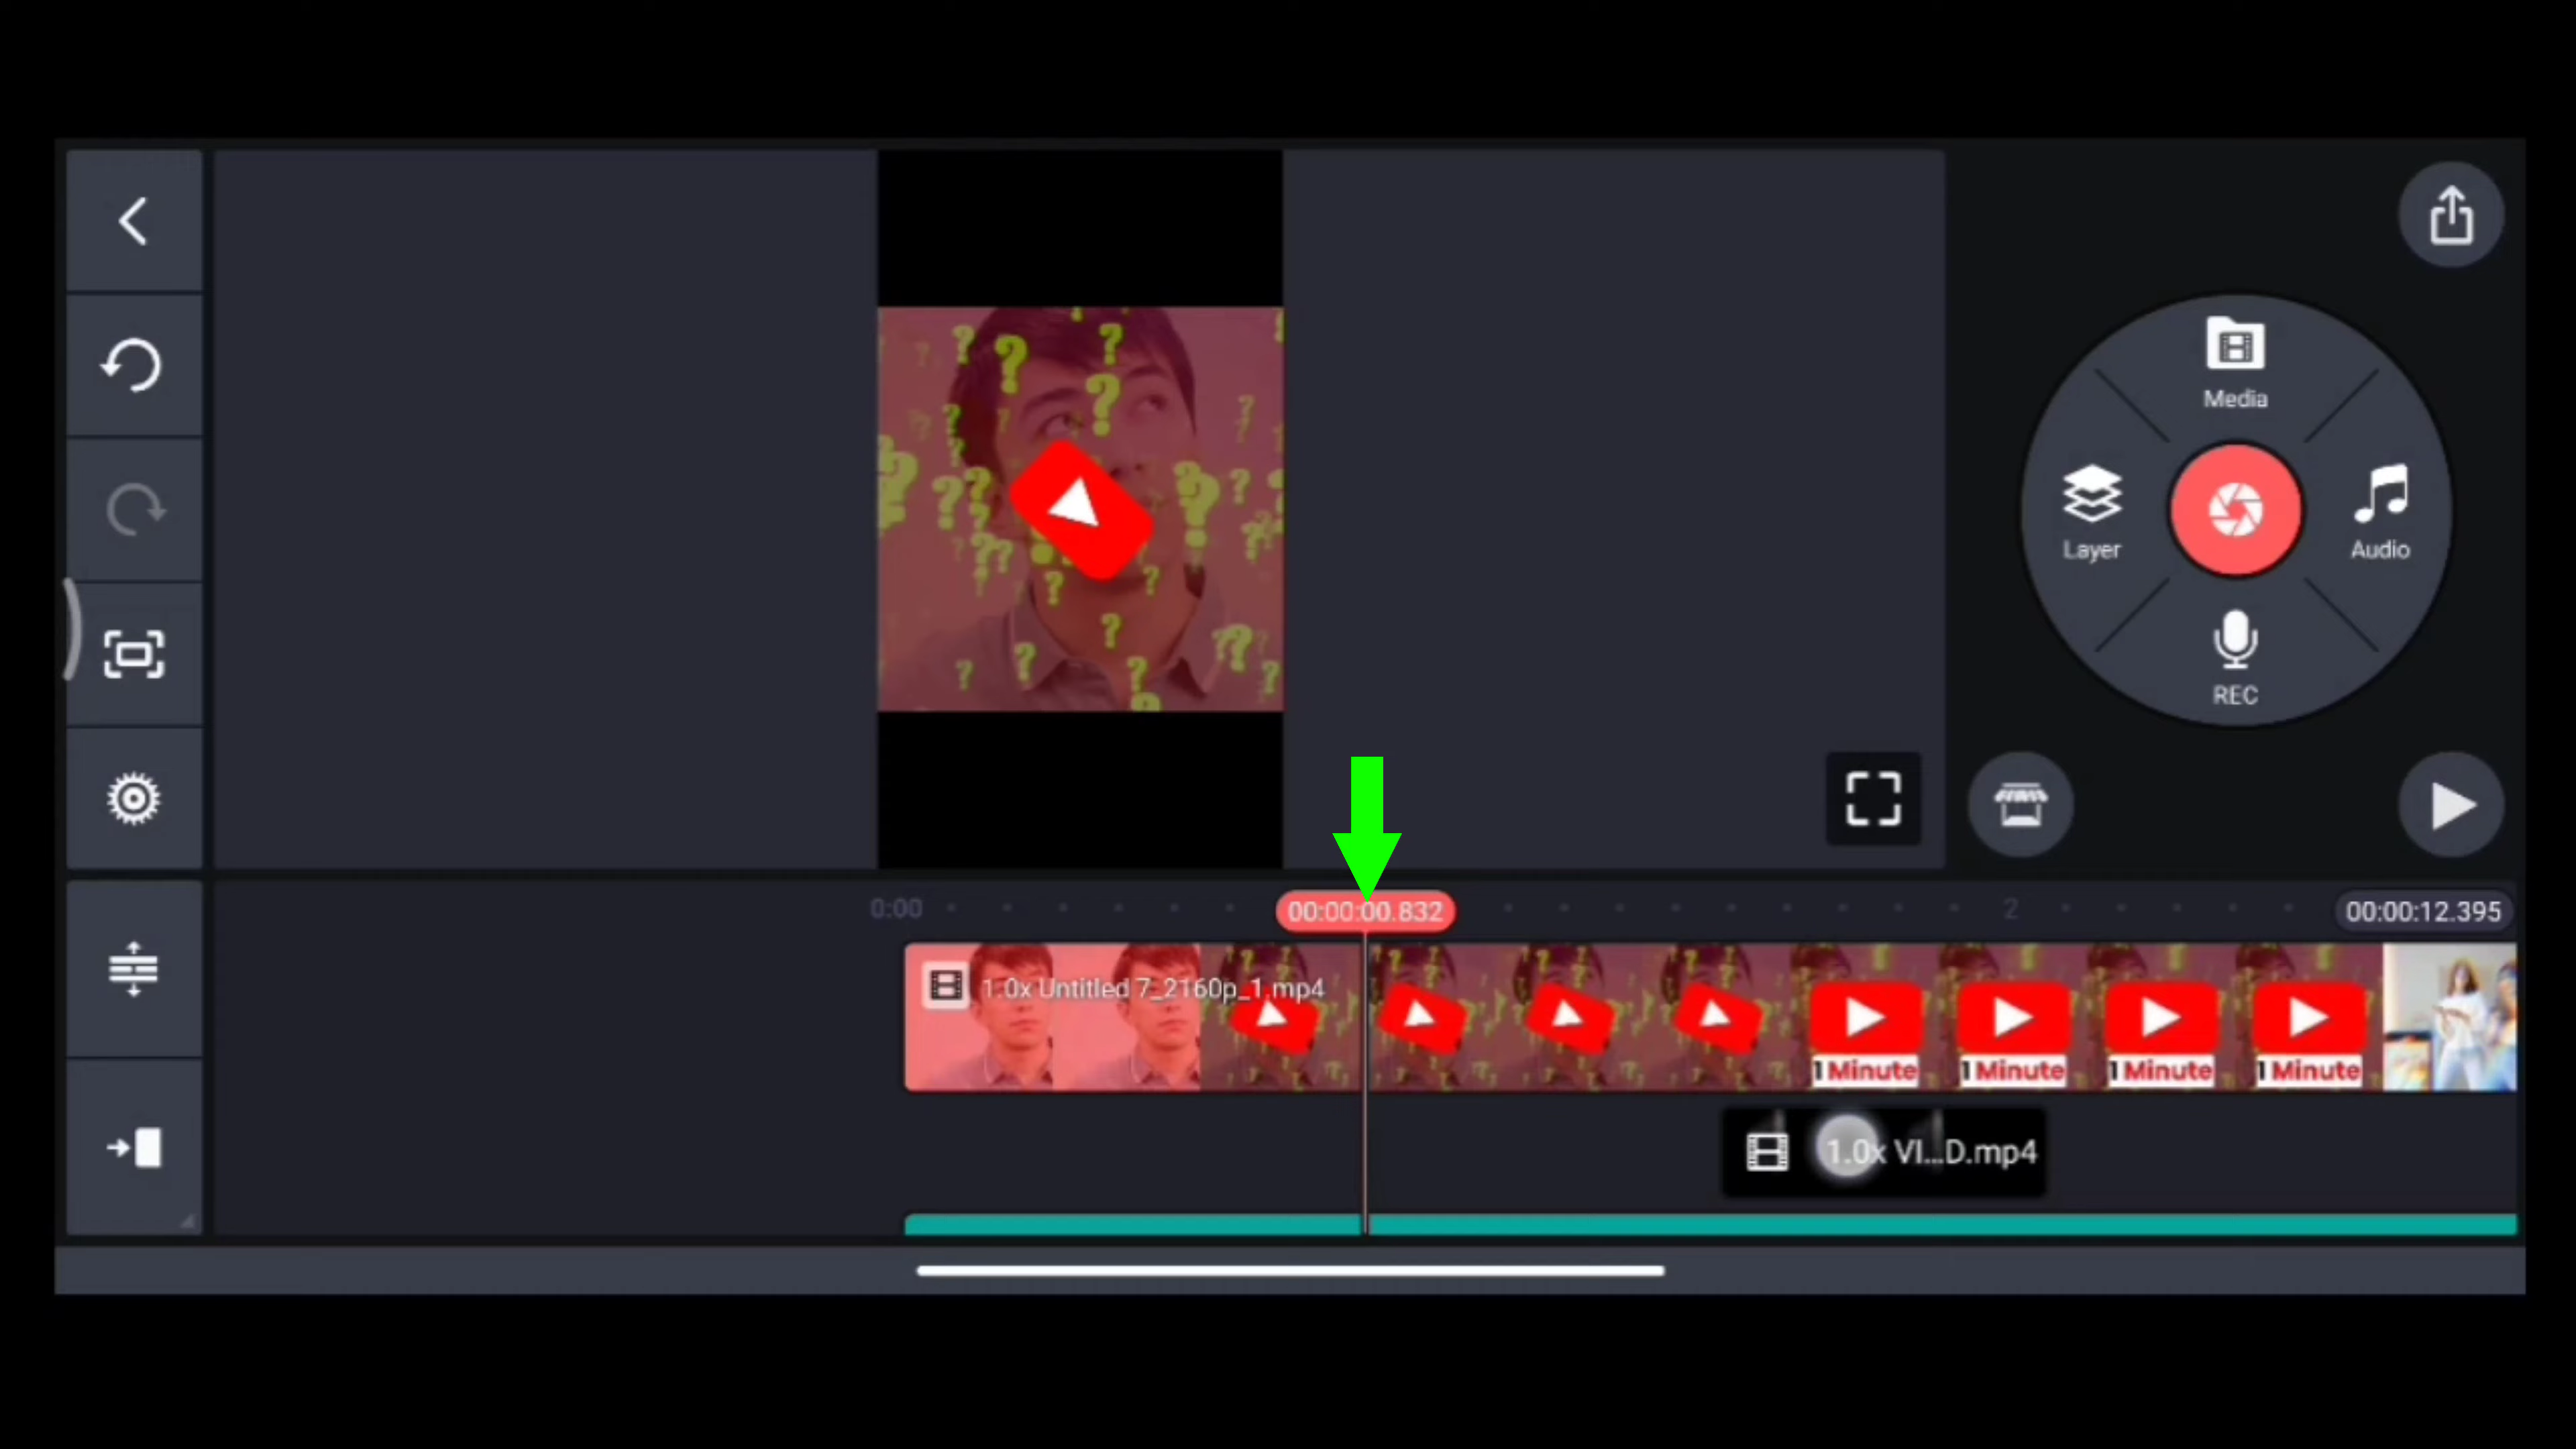 Media
Layer
Audio
REC
0:00
00:00:00.832
2
00:00:12.395
1.0x Untitled 7_2160p_1.mp4
1 Minute
1 Minute
1 Minute
1 Minute
1.0x VI...D.mp4